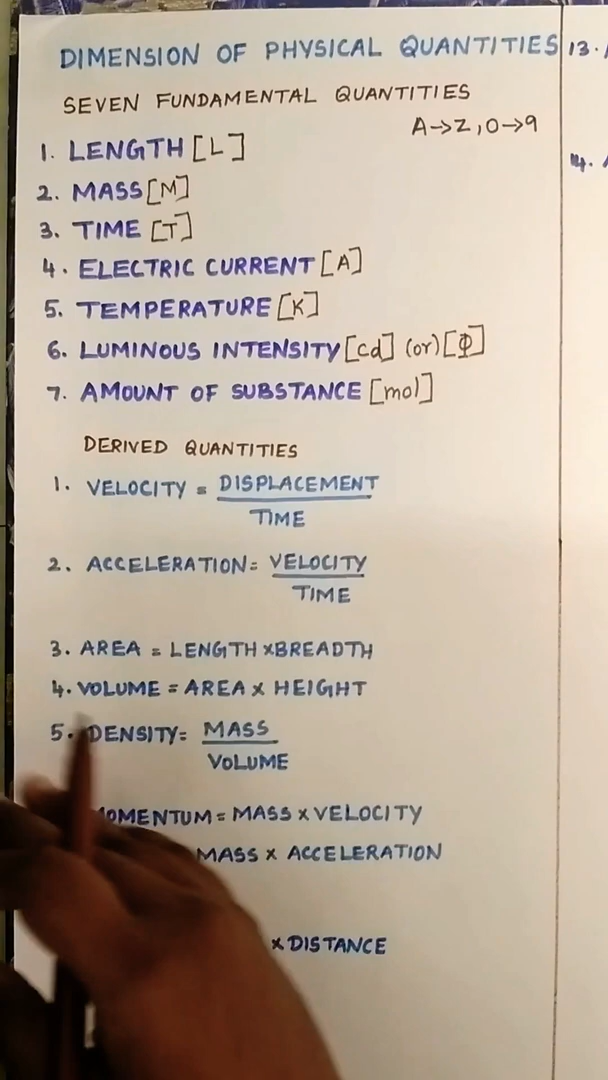 DIMENSION OF PHYSICAL QUANTITIES
SEVEN FUNDAMENTAL QUANTITIES
A→Z, 0→9
1. LENGTH [L]
2. MASS [M]
3. TIME [T]
4. ELECTRIC CURRENT [A]
5. TEMPERATURE [K]
6. LUMINOUS INTENSITY [cd] (or) [Φ]
7. AMOUNT OF SUBSTANCE [mol]
DERIVED QUANTITIES
1. VELOCITY = DISPLACEMENT
TIME
2. ACCELERATION = VELOCITY
TIME
3. AREA = LENGTH × BREADTH
4. VOLUME = AREA × HEIGHT
5. DENSITY = MASS
VOLUME
MOMENTUM = MASS × VELOCITY
MASS × ACCELERATION
× DISTANCE
13.
14.